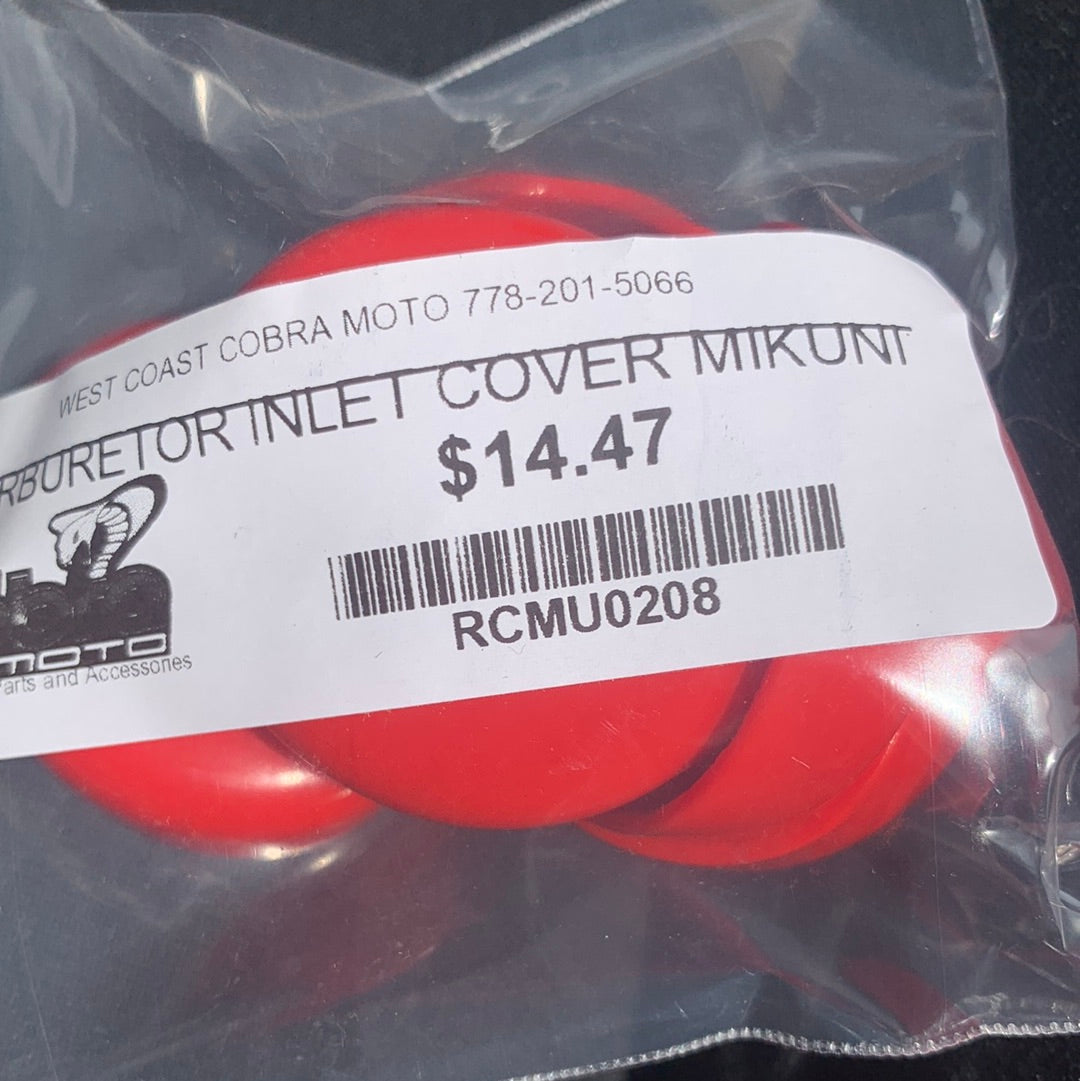 WEST COAST COBRA MOTO 778-201-5066
RBURETOR INLET COVER MIKUNI
$14.47
RCMU0208
MOTO
arts and Accessories